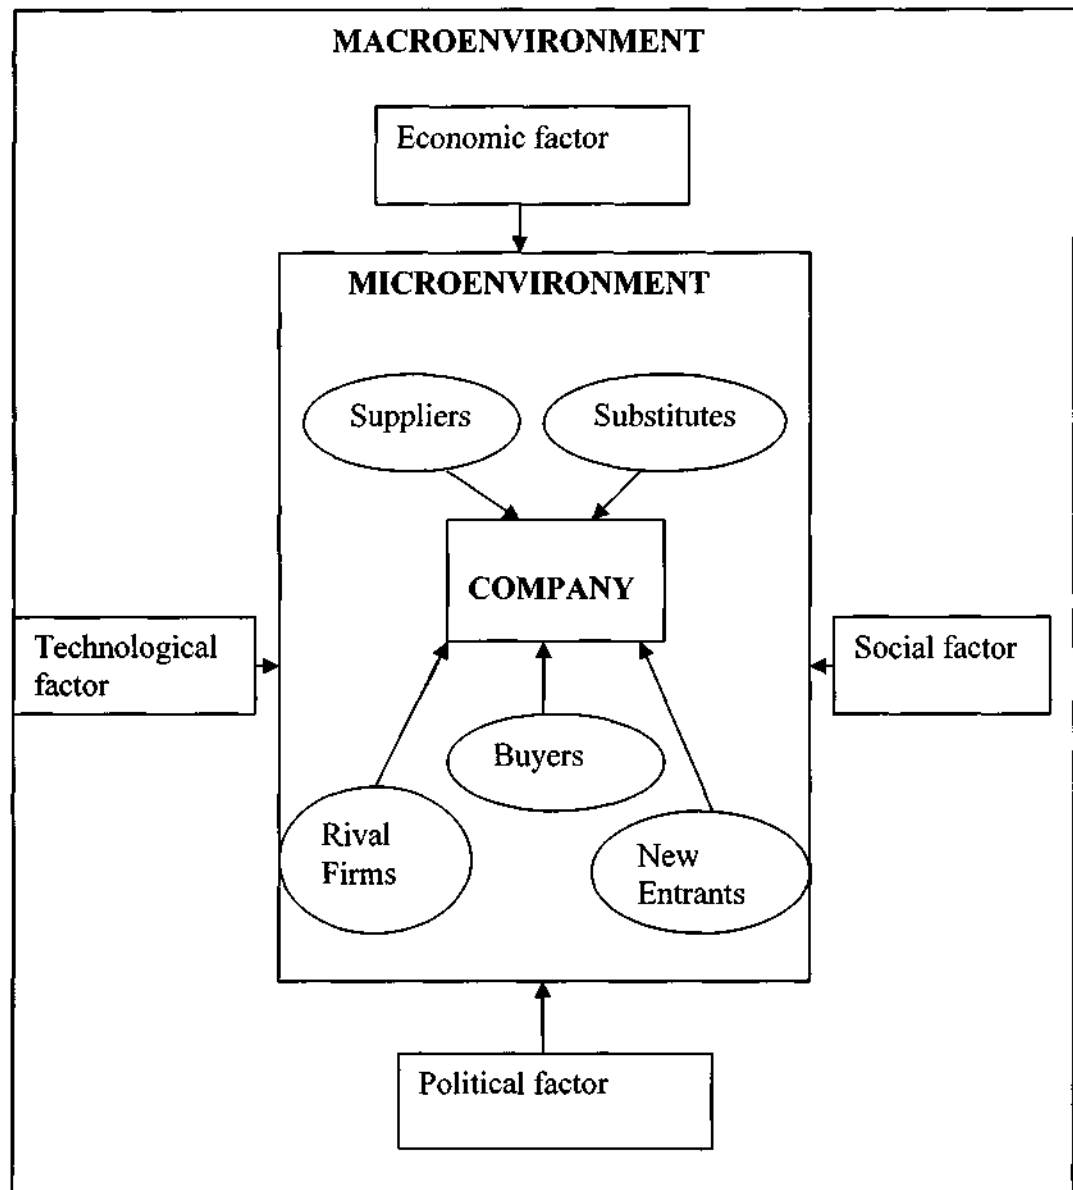 MACROENVIRONMENT
Economic factor
MICROENVIRONMENT
Suppliers
Substitutes
COMPANY
Technological
factor
Social factor
Buyers
Rival
Firms
New
Entrants
Political factor